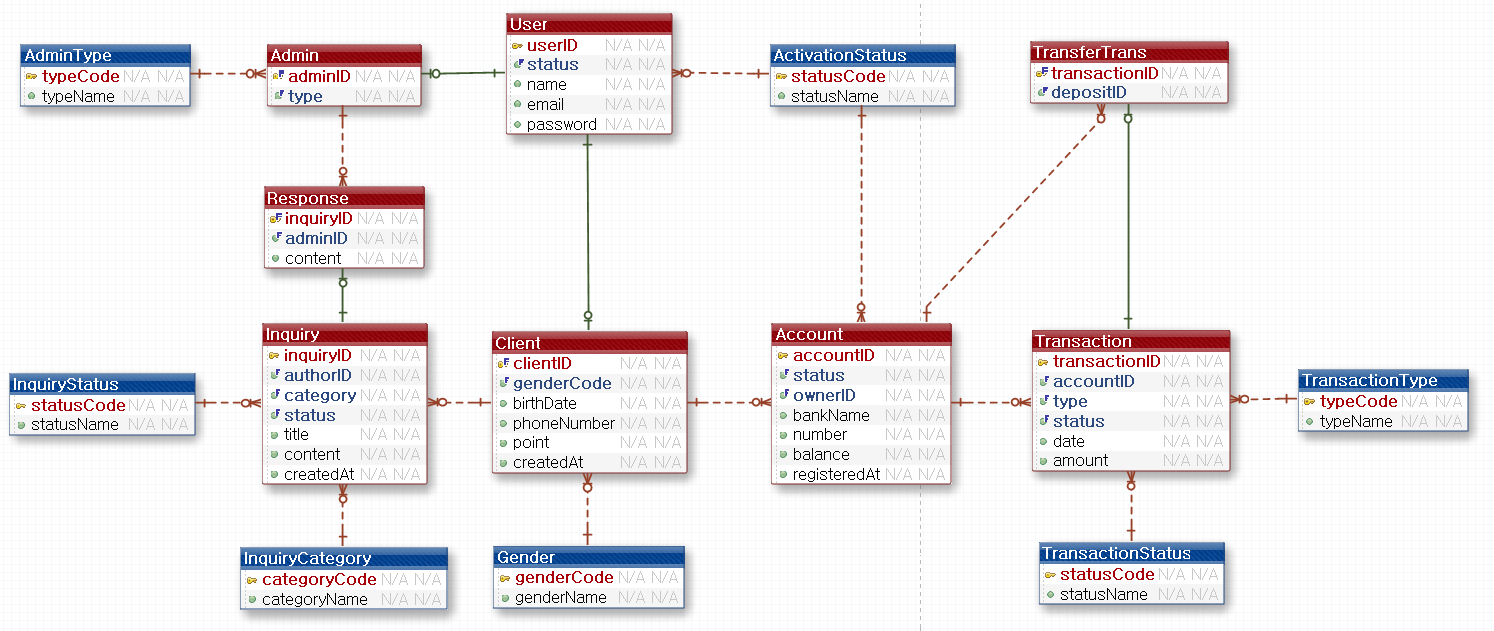 AdminType
typeCode N/A N/A
typeName N/A N/A
Admin
adminID N/A N/A
type N/A N/A
User
userID N/A N/A
status N/A N/A
name N/A N/A
email N/A N/A
password N/A N/A
ActivationStatus
statusCode N/A N/A
statusName N/A N/A
TransferTrans
transactionID N/A N/A
depositID N/A N/A
Response
inquiryID N/A N/A
adminID N/A N/A
content N/A N/A
InquiryStatus
statusCode N/A N/A
statusName N/A N/A
Inquiry
inquiryID N/A N/A
authorID N/A N/A
category N/A N/A
status N/A N/A
title N/A N/A
content N/A N/A
createdAt N/A N/A
Client
clientID N/A N/A
genderCode N/A N/A
birthDate N/A N/A
phoneNumber N/A N/A
point N/A N/A
createdAt N/A N/A
Account
accountID N/A N/A
status N/A N/A
ownerID N/A N/A
bankName N/A N/A
number N/A N/A
balance N/A N/A
registeredAt N/A N/A
Transaction
transactionID N/A N/A
accountID N/A N/A
type N/A N/A
status N/A N/A
date N/A N/A
amount N/A N/A
TransactionType
typeCode N/A N/A
typeName N/A N/A
InquiryCategory
categoryCode N/A N/A
categoryName N/A N/A
Gender
genderCode N/A N/A
genderName N/A N/A
TransactionStatus
statusCode N/A N/A
statusName N/A N/A